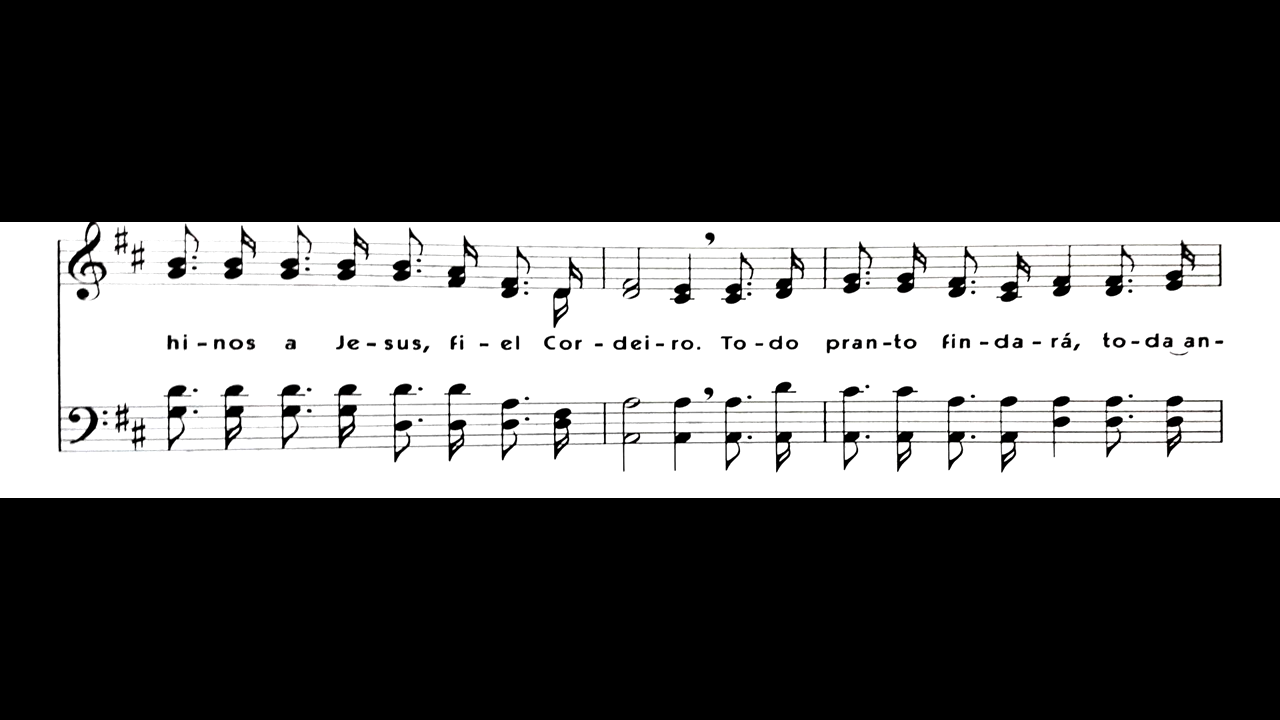 hi-nos a Je-sus, fi-el Cor-dei-ro. To-do pran-to fin-da-rá, to-da an-